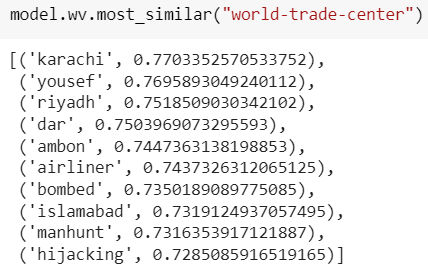 model.wv.most_similar("world-trade-center")
[('karachi', 0.7703352570533752),
('yousef', 0.7695893049240112),
('riyadh', 0.7518509030342102),
('dar', 0.7503969073295593),
('ambon', 0.7447363138198853),
('airliner', 0.7437326312065125),
('bombed', 0.7350189089775085),
('islamabad', 0.7319124937057495),
('manhunt', 0.7316353917121887),
('hijacking', 0.7285085916519165)]